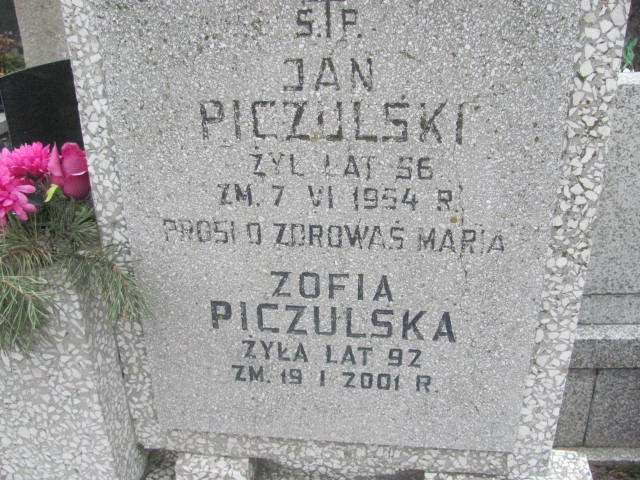 Ś.†P.
JAN
PICZULSKI
ŻYŁ LAT 56
ZM. 7 VI 1954 R.
PROSI O ZDROWAŚ MARIA
ZOFIA
PICZULSKA
ŻYŁA LAT 92
ZM. 19 I 2001 R.